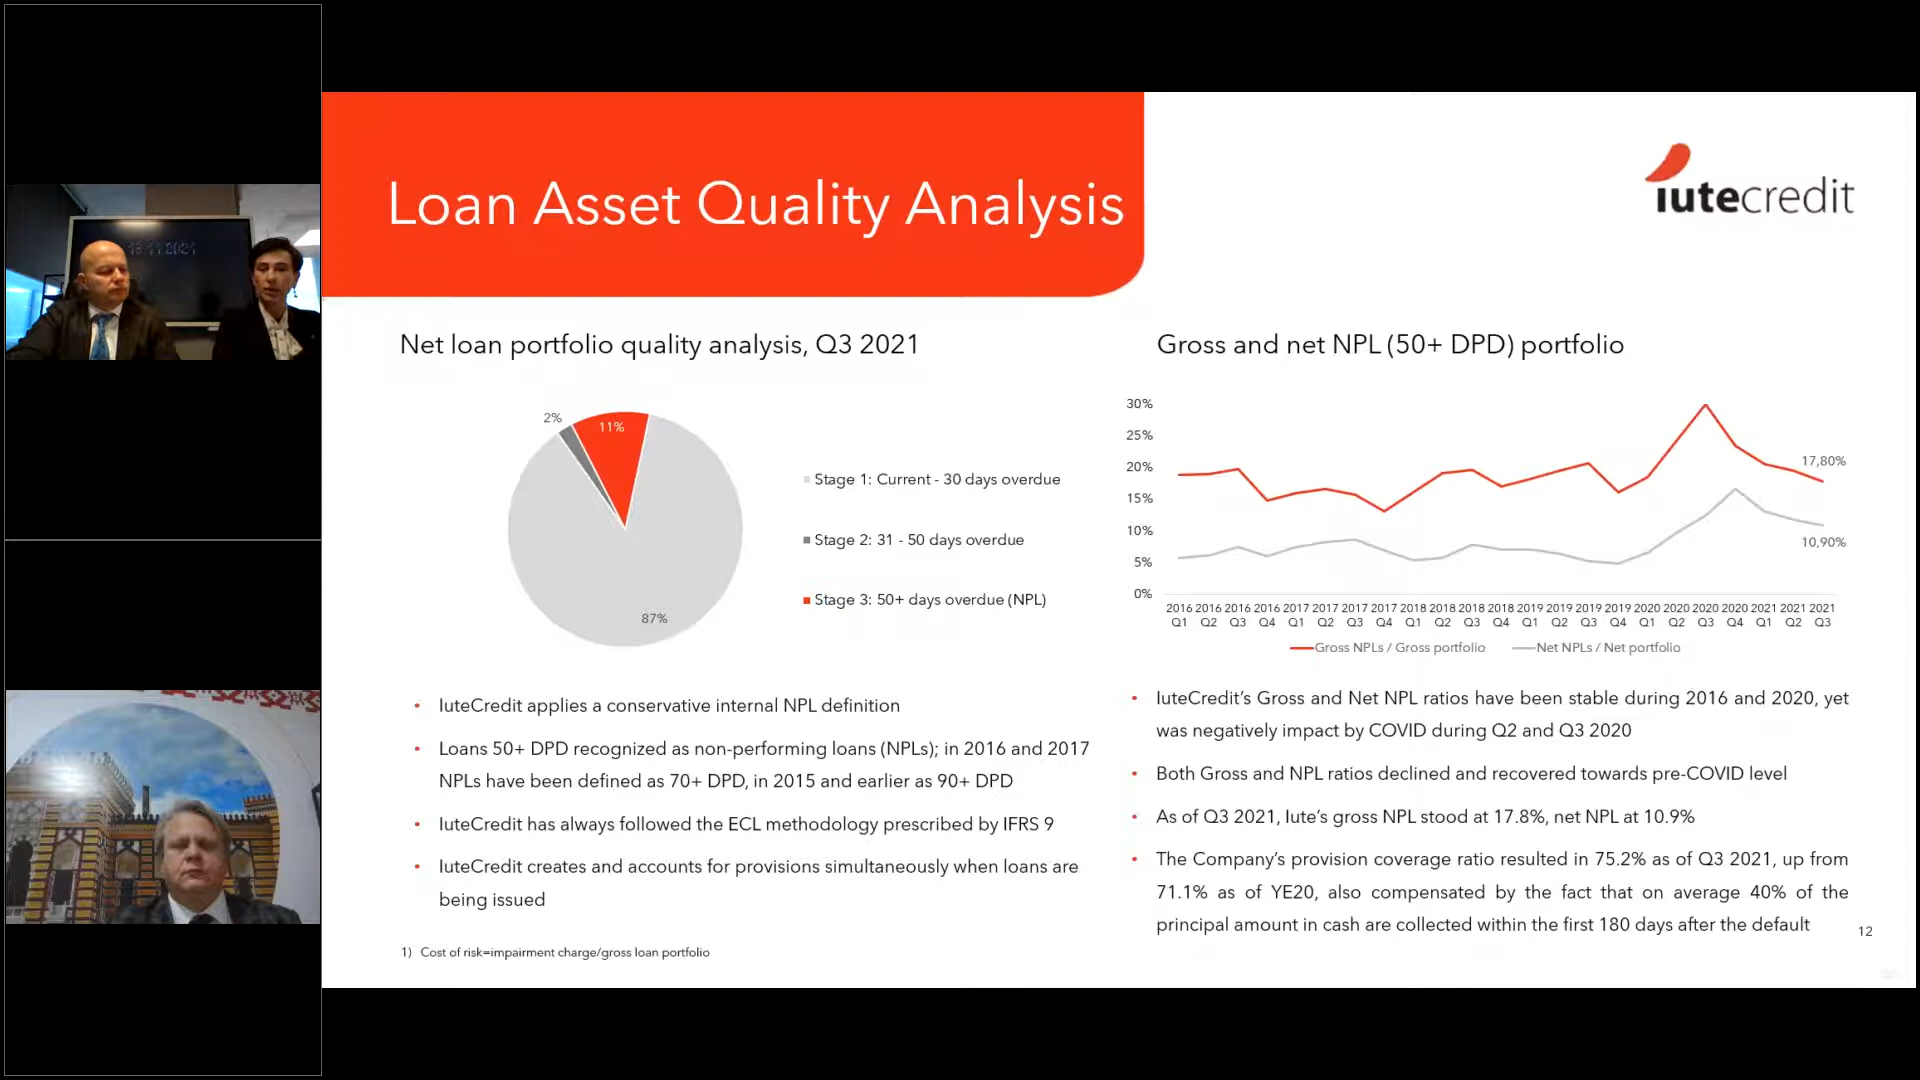 Loan Asset Quality Analysis
iutecredit
Net loan portfolio quality analysis, Q3 2021
2%
11%
87%
Stage 1: Current - 30 days overdue
Stage 2: 31 - 50 days overdue
Stage 3: 50+ days overdue (NPL)
• IuteCredit applies a conservative internal NPL definition
• Loans 50+ DPD recognized as non-performing loans (NPLs); in 2016 and 2017
NPLs have been defined as 70+ DPD, in 2015 and earlier as 90+ DPD
• IuteCredit has always followed the ECL methodology prescribed by IFRS 9
• IuteCredit creates and accounts for provisions simultaneously when loans are
being issued
1) Cost of risk=impairment charge/gross loan portfolio
Gross and net NPL (50+ DPD) portfolio
30%
25%
20%
15%
10%
5%
0%
17,80%
10,90%
2016 2016 2016 2016 2017 2017 2017 2017 2018 2018 2018 2018 2019 2019 2019 2019 2020 2020 2020 2020 2021 2021 2021
Q1 Q2 Q3 Q4 Q1 Q2 Q3 Q4 Q1 Q2 Q3 Q4 Q1 Q2 Q3 Q4 Q1 Q2 Q3 Q4 Q1 Q2 Q3
Gross NPLs / Gross portfolio Net NPLs / Net portfolio
• IuteCredit’s Gross and Net NPL ratios have been stable during 2016 and 2020, yet
was negatively impact by COVID during Q2 and Q3 2020
• Both Gross and NPL ratios declined and recovered towards pre-COVID level
• As of Q3 2021, Iute’s gross NPL stood at 17.8%, net NPL at 10.9%
• The Company’s provision coverage ratio resulted in 75.2% as of Q3 2021, up from
71.1% as of YE20, also compensated by the fact that on average 40% of the
principal amount in cash are collected within the first 180 days after the default
12